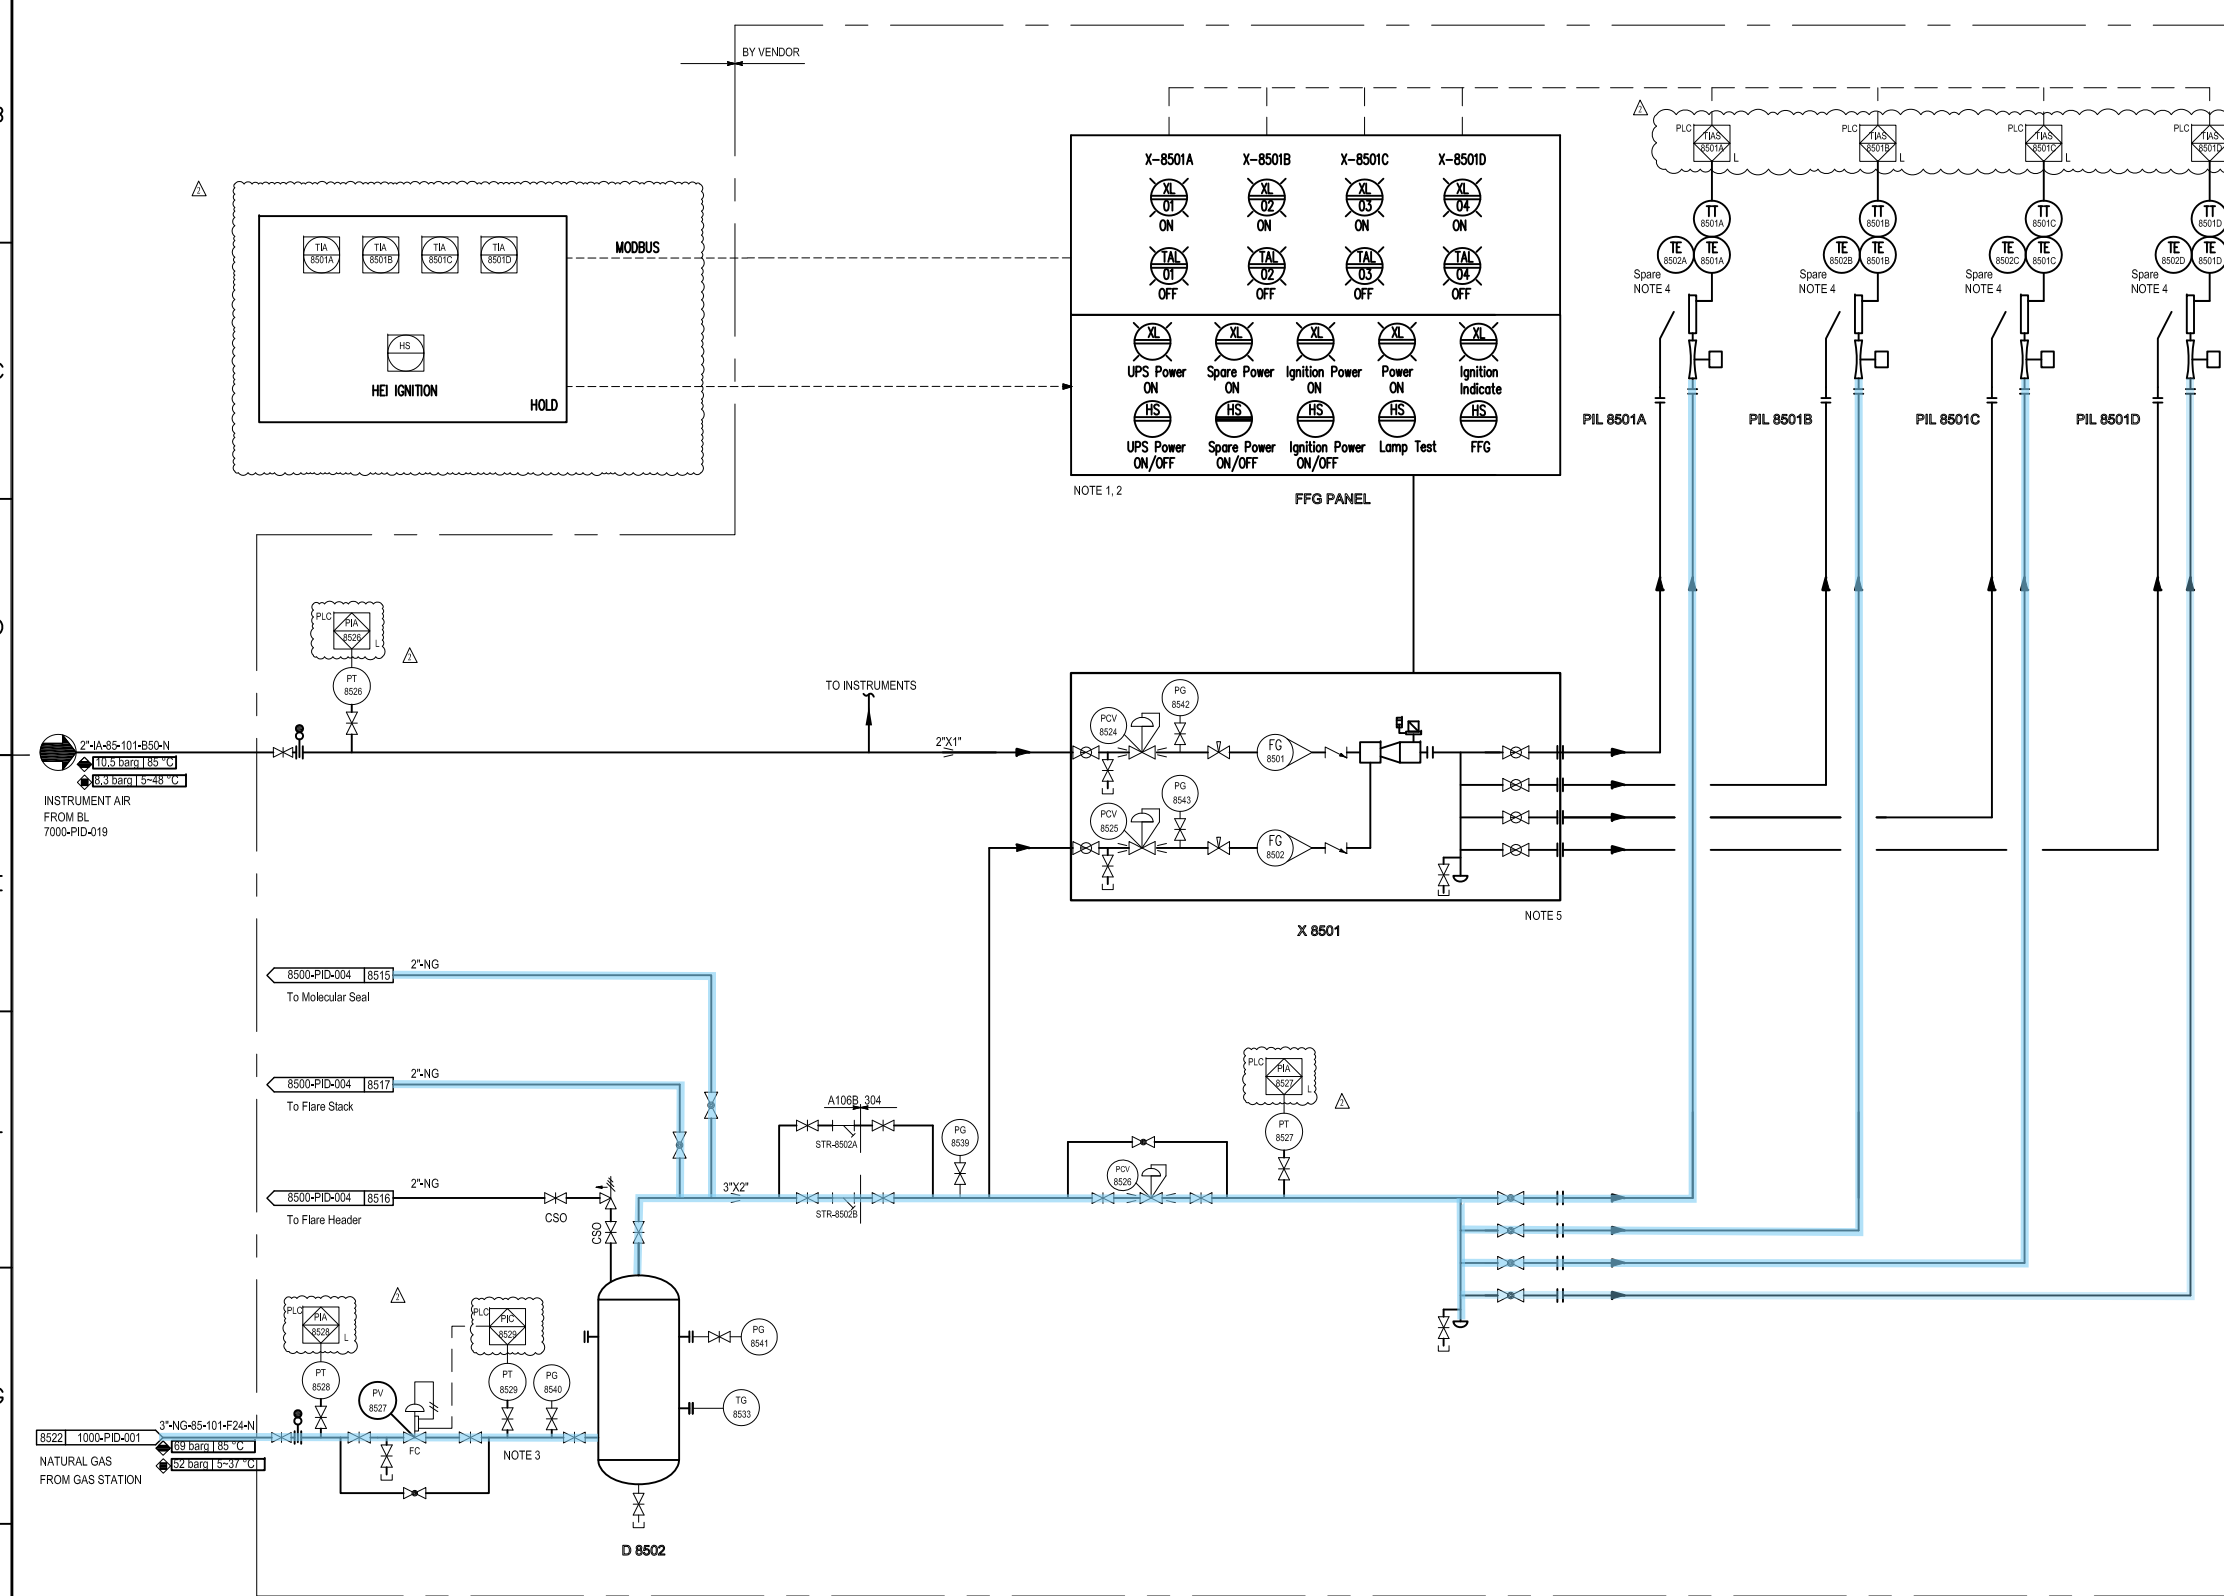 BY VENDOR
B
2
PLC
TIAS
8501A
L
PLC
TIAS
8501B
L
PLC
TIAS
8501C
L
PLC
TIAS
8501D
X-8501A
X-8501B
X-8501C
X-8501D
XL
01
ON
XL
02
ON
XL
03
ON
XL
04
ON
TAL
01
OFF
TAL
02
OFF
TAL
03
OFF
TAL
04
OFF
TT
8501A
TT
8501B
TT
8501C
TT
8501D
TE
8502A
TE
8501A
TE
8502B
TE
8501B
TE
8502C
TE
8501C
TE
8502D
TE
8501D
Spare
NOTE 4
Spare
NOTE 4
Spare
NOTE 4
Spare
NOTE 4
2
TIA
8501A
TIA
8501B
TIA
8501C
TIA
8501D
MODBUS
HS
HEI IGNITION
HOLD
XL
UPS Power
ON
XL
Spare Power
ON
XL
Ignition Power
ON
XL
Power
ON
XL
Ignition
Indicate
HS
UPS Power
ON/OFF
HS
Spare Power
ON/OFF
HS
Ignition Power
ON/OFF
HS
Lamp Test
HS
FFG
C
PIL 8501A
PIL 8501B
PIL 8501C
PIL 8501D
NOTE 1, 2
FFG PANEL
D
PLC
PIA
8526
L
2
PT
8526
TO INSTRUMENTS
2"-IA-85-101-B50-N
10,5 barg 85 °C
8,3 barg 5~48 °C
INSTRUMENT AIR
FROM BL
7000-PID-019
2"X1"
PCV
8524
PG
8542
FG
8501
PCV
8525
PG
8543
FG
8502
NOTE 5
X 8501
8500-PID-004 8515
2"-NG
To Molecular Seal
8500-PID-004 8517
2"-NG
To Flare Stack
8500-PID-004 8516
2"-NG
To Flare Header
CSO
CSO
3"X2"
A106B 304
STR-8502A
STR-8502B
PG
8539
PCV
8526
PLC
PIA
8527
L
2
PT
8527
PLC
PIA
8528
L
2
PLC
PIC
8529
PT
8528
PV
8527
FC
PT
8529
PG
8540
NOTE 3
PG
8541
TG
8533
G
3"-NG-85-101-F24-N
8522 1000-PID-001
69 barg 85 °C
52 barg 5~37 °C
NATURAL GAS
FROM GAS STATION
D 8502